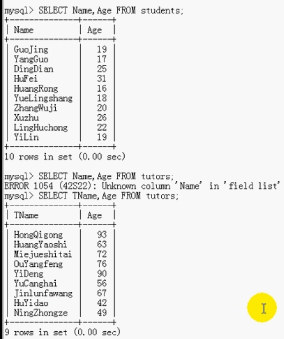 mysql> SELECT Name,Age FROM students;
+--------------+------+
| Name         | Age  |
+--------------+------+
| GuoJing      |   19 |
| YangGuo      |   17 |
| DingDian     |   25 |
| HuFei        |   31 |
| HuangRong    |   16 |
| YueLingshang |   18 |
| ZhangWuji    |   20 |
| Xuzhu        |   26 |
| LingHuchong  |   22 |
| YiLin        |   19 |
+--------------+------+
10 rows in set (0.00 sec)
mysql> SELECT Name,Age FROM tutors;
ERROR 1054 (42S22): Unknown column 'Name' in 'field list'
mysql> SELECT TName,Age FROM tutors;
+--------------+------+
| TName        | Age  |
+--------------+------+
| HongQigong   |   93 |
| HuangYaoshi  |   63 |
| Miejueshitai |   72 |
| OuYangfeng   |   76 |
| YiDeng       |   90 |
| YuCanghai    |   56 |
| Jinlunfawang |   67 |
| HuYidao      |   42 |
| NingZhongze  |   49 |
+--------------+------+
9 rows in set (0.00 sec)